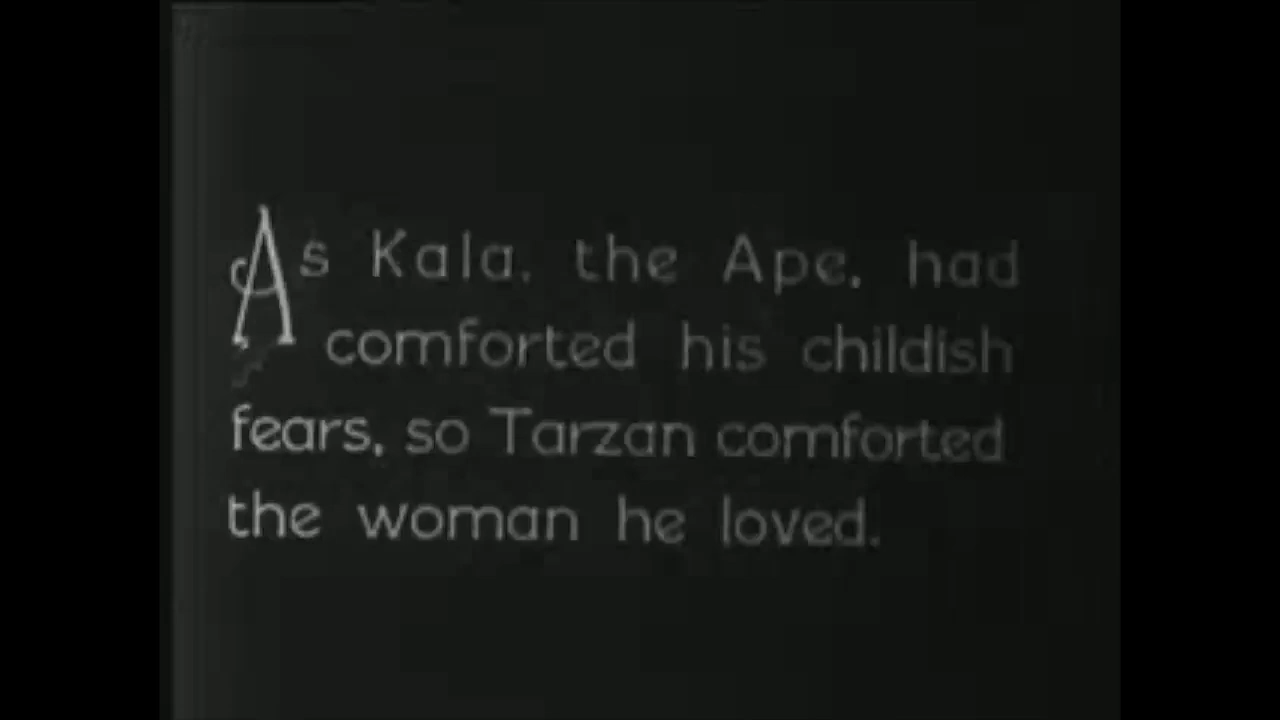 As Kala, the Ape, had
comforted his childish
fears, so Tarzan comforted
the woman he loved.